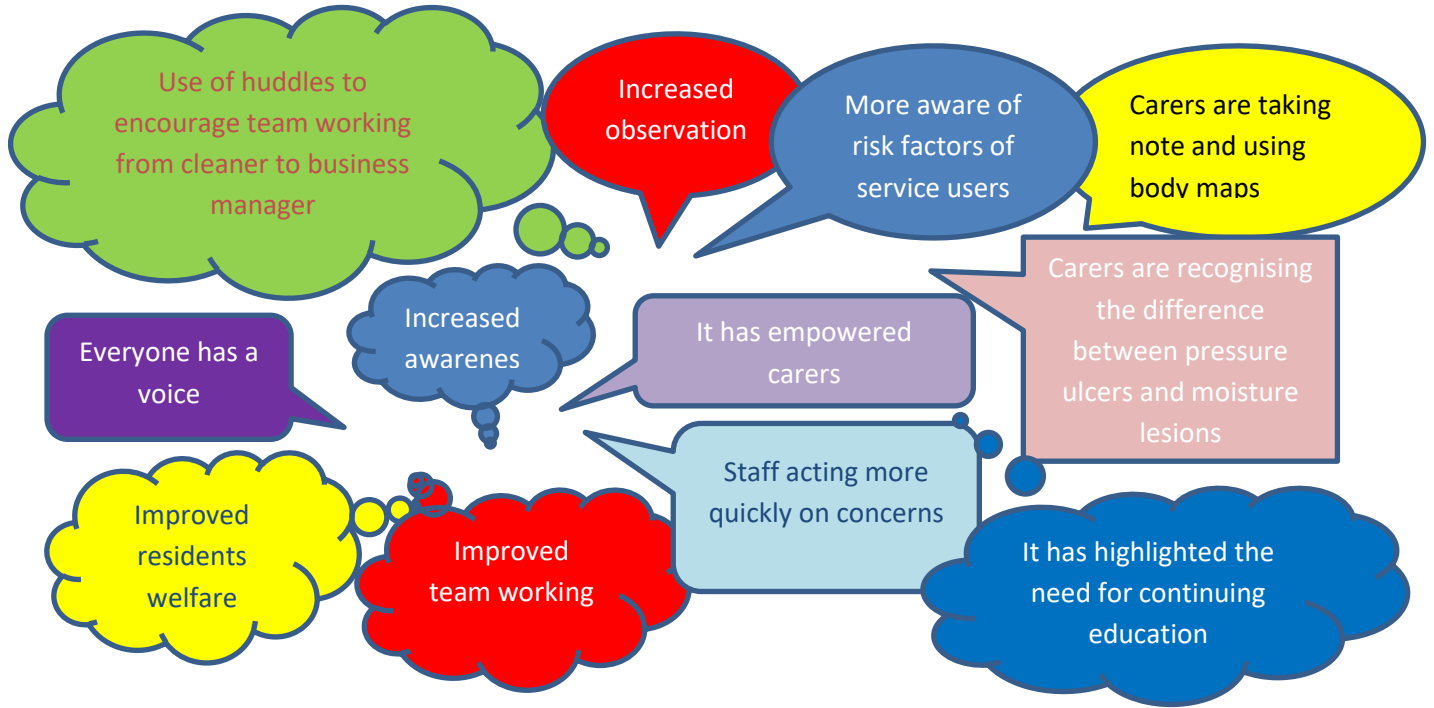 Use of huddles to
encourage team working
from cleaner to business
manager
Increased
observation
More aware of
risk factors of
service users
Carers are taking
note and using
body maps
Carers are recognising
the difference
between pressure
ulcers and moisture
lesions
Increased
awarenes
It has empowered
carers
Everyone has a
voice
Staff acting more
quickly on concerns
Improved
residents
welfare
Improved
team working
It has highlighted the
need for continuing
education